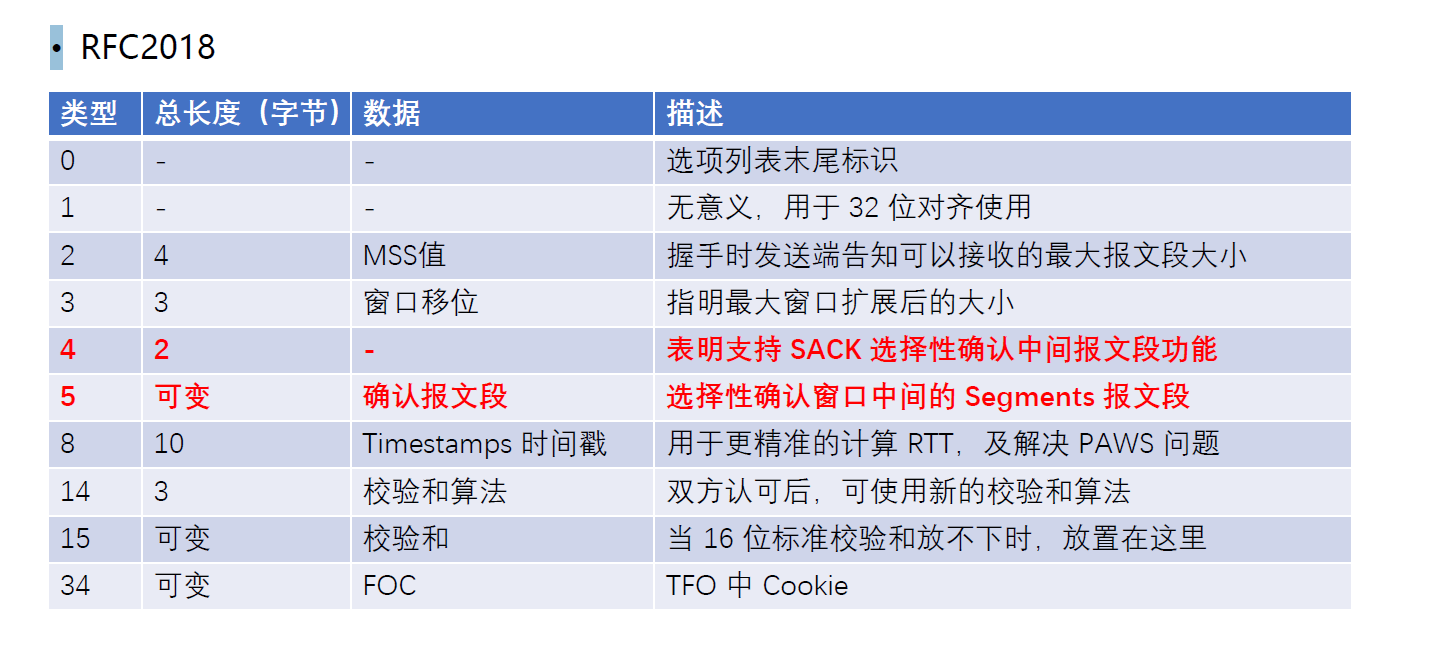 • RFC2018
类型 总长度（字节） 数据 描述
0 - - 选项列表末尾标识
1 - - 无意义，用于 32 位对齐使用
2 4 MSS值 握手时发送端告知可以接收的最大报文段大小
3 3 窗口移位 指明最大窗口扩展后的大小
4 2 - 表明支持 SACK 选择性确认中间报文段功能
5 可变 确认报文段 选择性确认窗口中间的 Segments 报文段
8 10 Timestamps 时间戳 用于更精准的计算 RTT，及解决 PAWS 问题
14 3 校验和算法 双方认可后，可使用新的校验和算法
15 可变 校验和 当 16 位标准校验和放不下时，放置在这里
34 可变 FOC TFO 中 Cookie